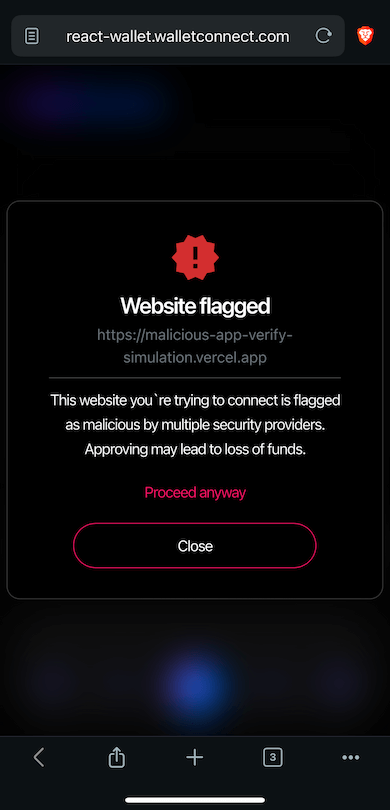 react-wallet.walletconnect.com
Website flagged
https://malicious-app-verify-
simulation.vercel.app
This website you`re trying to connect is flagged
as malicious by multiple security providers.
Approving may lead to loss of funds.
Proceed anyway
Close
3